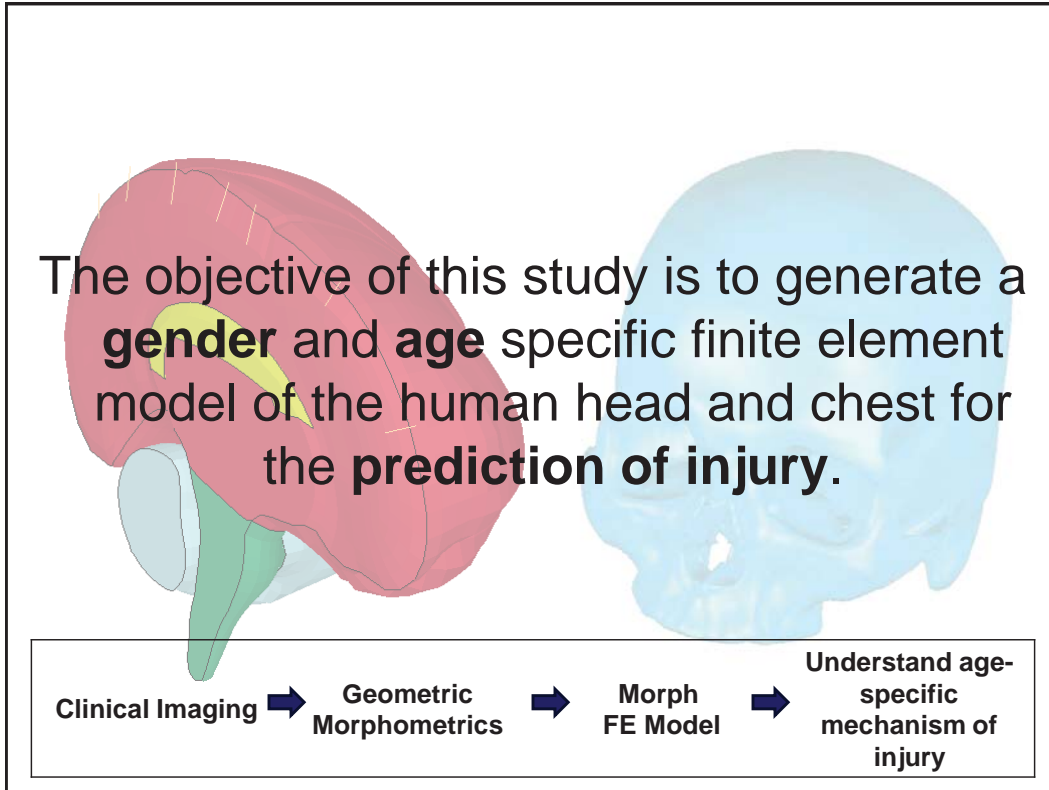 The objective of this study is to generate a
gender and age specific finite element
model of the human head and chest for
the prediction of injury.
Clinical Imaging
Geometric
Morphometrics
Morph
FE Model
Understand age-
specific
mechanism of
injury